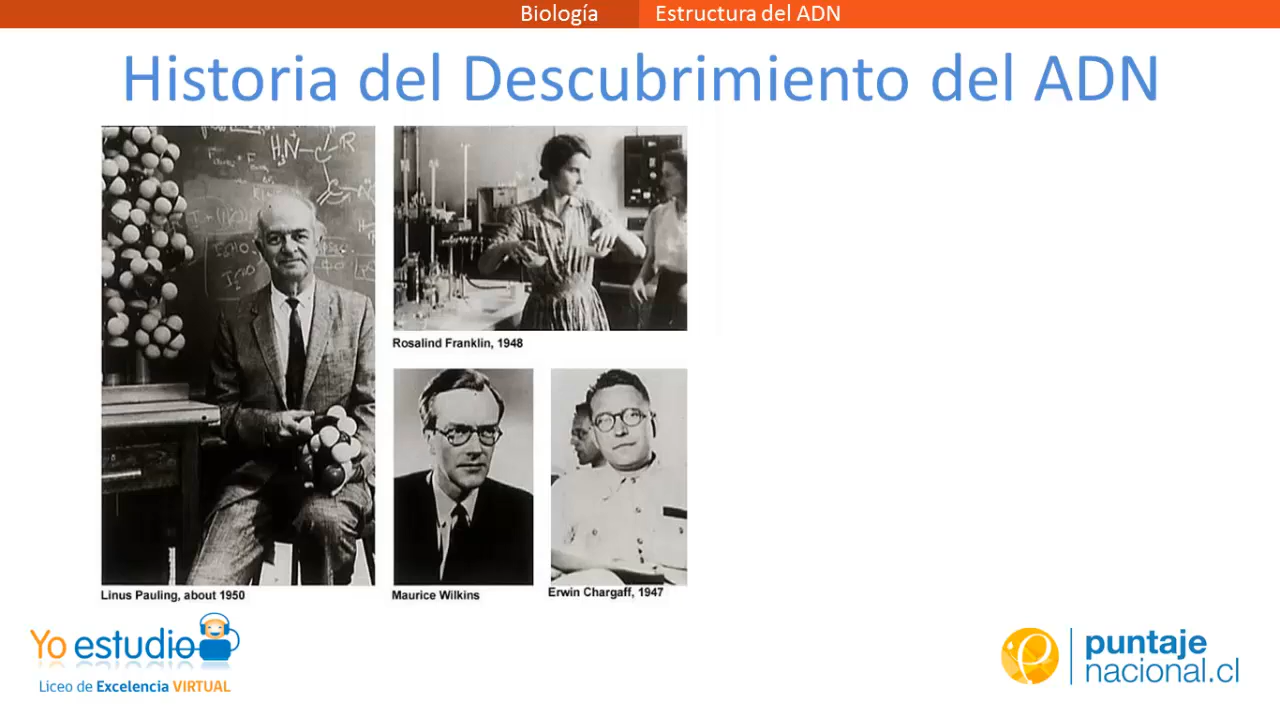 Biología
Estructura del ADN
Historia del Descubrimiento del ADN
Rosalind Franklin, 1948
Linus Pauling, about 1950
Maurice Wilkins
Erwin Chargaff, 1947
Yo estudio
Liceo de Excelencia VIRTUAL
puntaje
nacional.cl